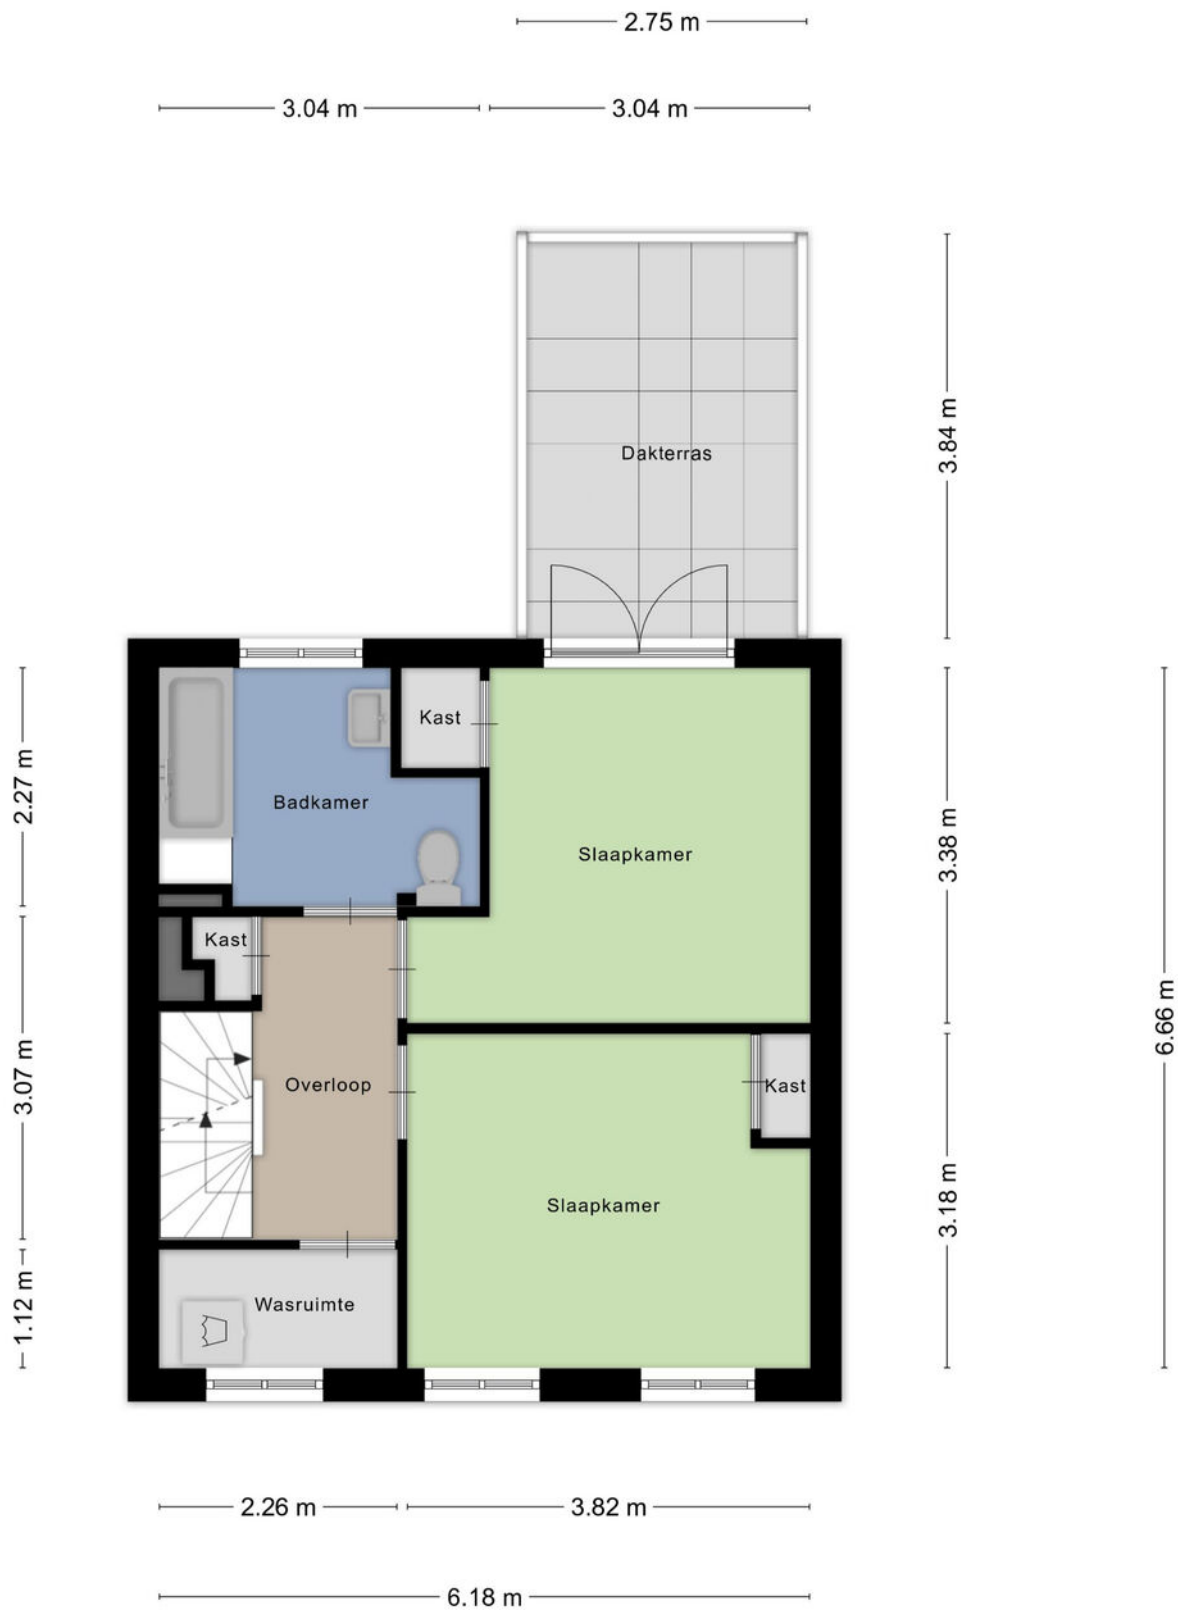 2.75 m
3.04 m
3.04 m
Dakterras
3.84 m
Kast
Badkamer
Slaapkamer
2.27 m
3.38 m
Kast
Overloop
Kast
3.07 m
6.66 m
Slaapkamer
3.18 m
Wasruimte
1.12 m
2.26 m
3.82 m
6.18 m